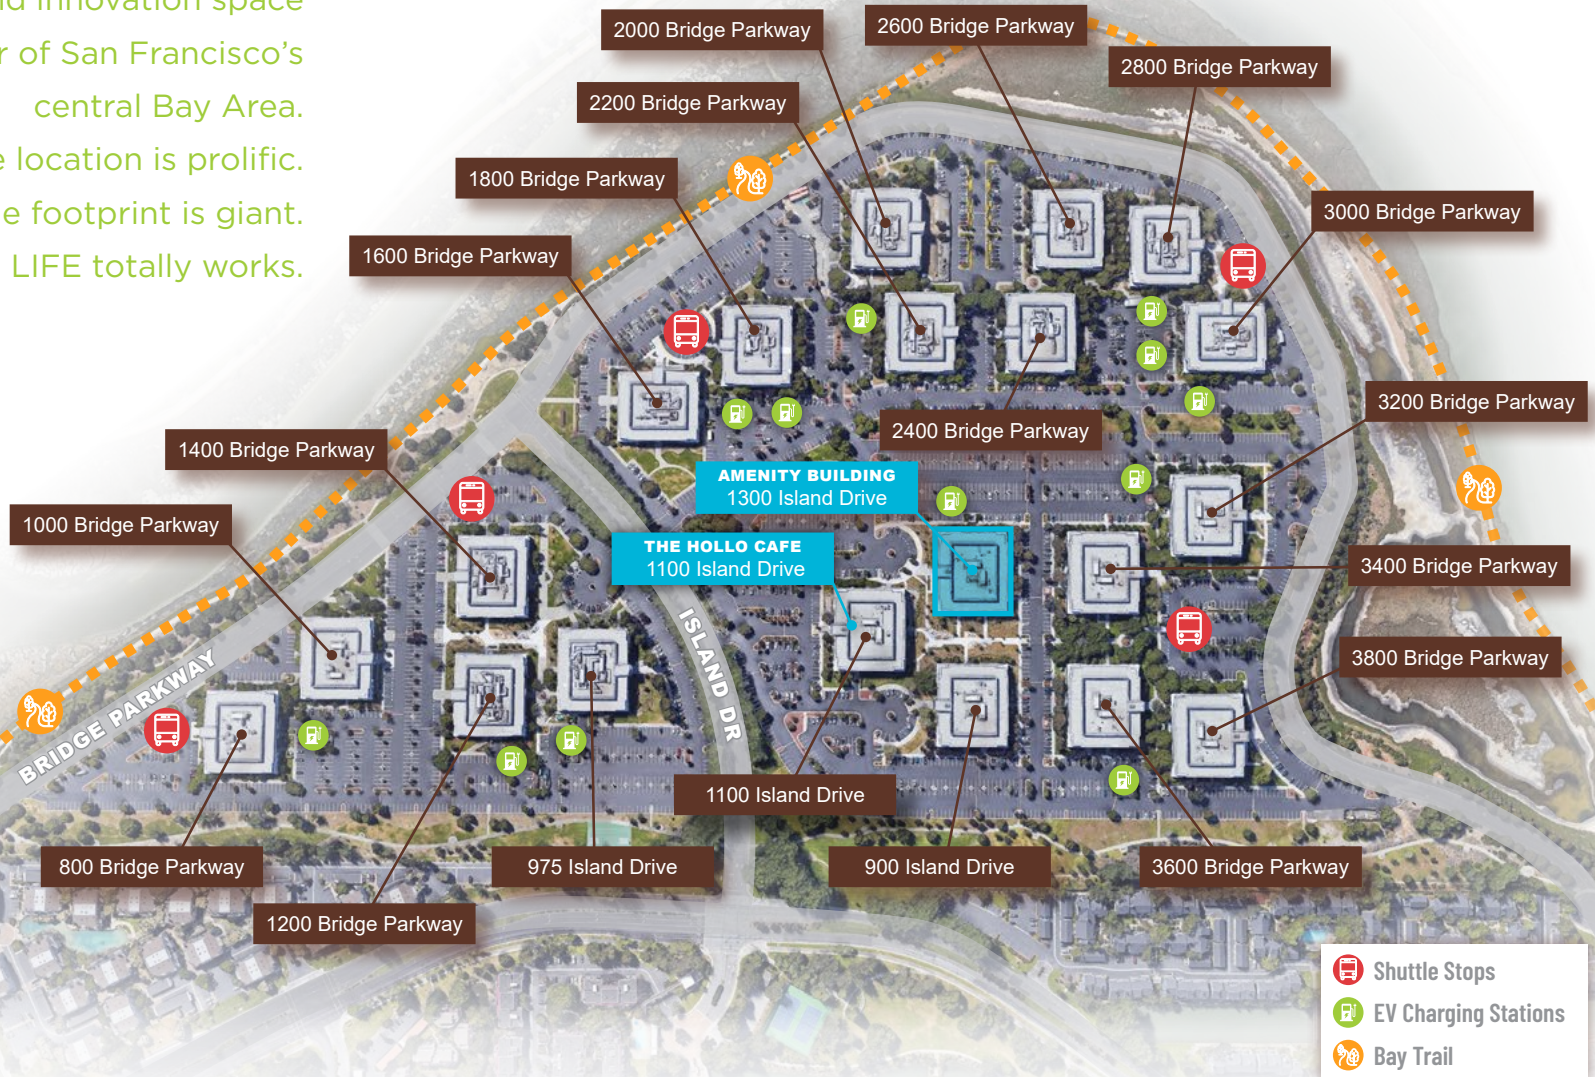 nd innovation space
r of San Francisco's
central Bay Area.
e location is prolific.
e footprint is giant.
LIFE totally works.
2000 Bridge Parkway
2600 Bridge Parkway
2800 Bridge Parkway
2200 Bridge Parkway
1800 Bridge Parkway
3000 Bridge Parkway
1600 Bridge Parkway
3200 Bridge Parkway
2400 Bridge Parkway
1400 Bridge Parkway
AMENITY BUILDING
1300 Island Drive
1000 Bridge Parkway
THE HOLLO CAFE
1100 Island Drive
3400 Bridge Parkway
3800 Bridge Parkway
BRIDGE PARKWAY
ISLAND DR
1100 Island Drive
800 Bridge Parkway
975 Island Drive
900 Island Drive
3600 Bridge Parkway
1200 Bridge Parkway
Shuttle Stops
EV Charging Stations
Bay Trail